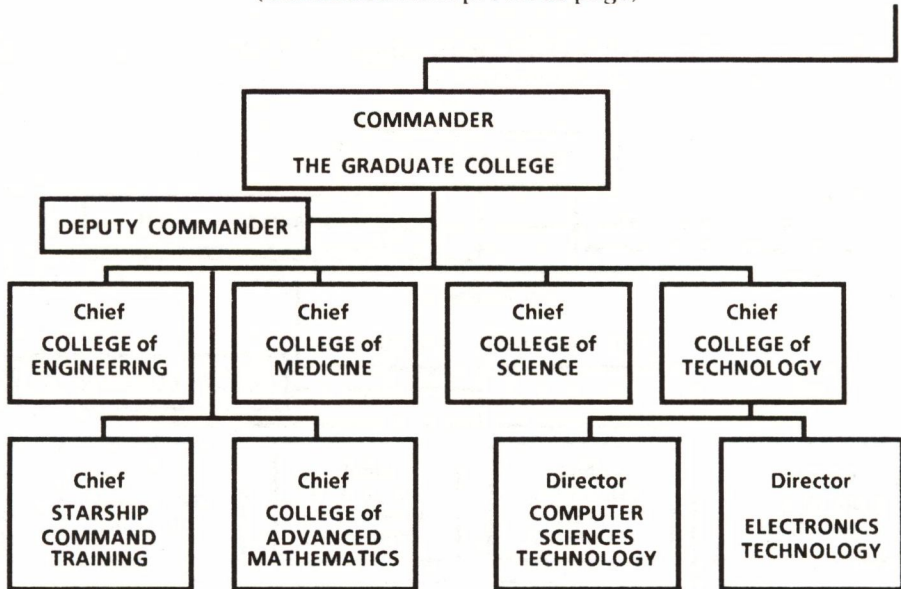 COMMANDER
THE GRADUATE COLLEGE
DEPUTY COMMANDER
Chief
COLLEGE of
ENGINEERING
Chief
COLLEGE of
MEDICINE
Chief
COLLEGE of
SCIENCE
Chief
COLLEGE of
TECHNOLOGY
Chief
STARSHIP
COMMAND
TRAINING
Chief
COLLEGE of
ADVANCED
MATHEMATICS
Director
COMPUTER
SCIENCES
TECHNOLOGY
Director
ELECTRONICS
TECHNOLOGY